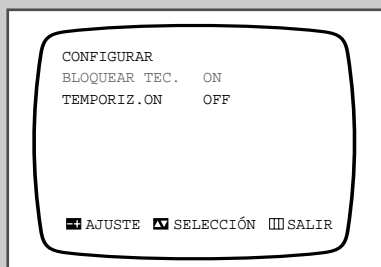 CONFIGURAR
BLOQUEAR TEC. ON
TEMPORIZ.ON OFF
AJUSTE SELECCIÓN SALIR